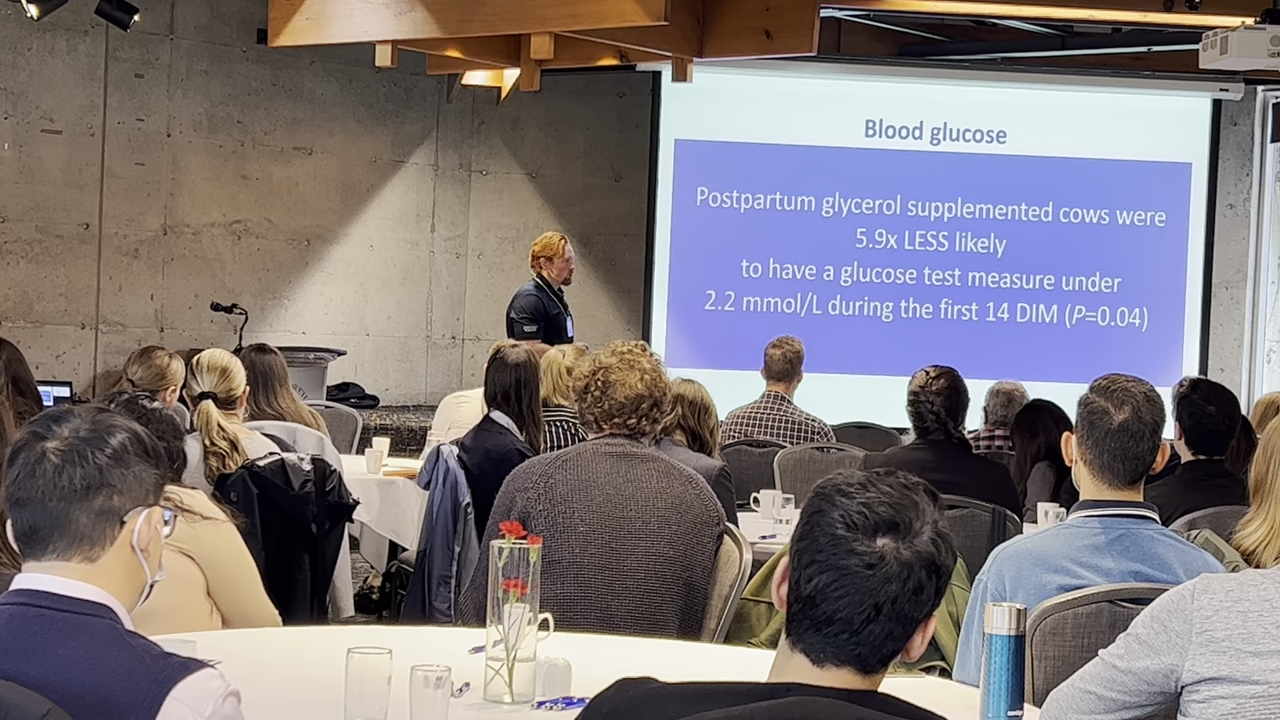 Blood glucose
Postpartum glycerol supplemented cows were
5.9x LESS likely
to have a glucose test measure under
2.2 mmol/L during the first 14 DIM (P=0.04)